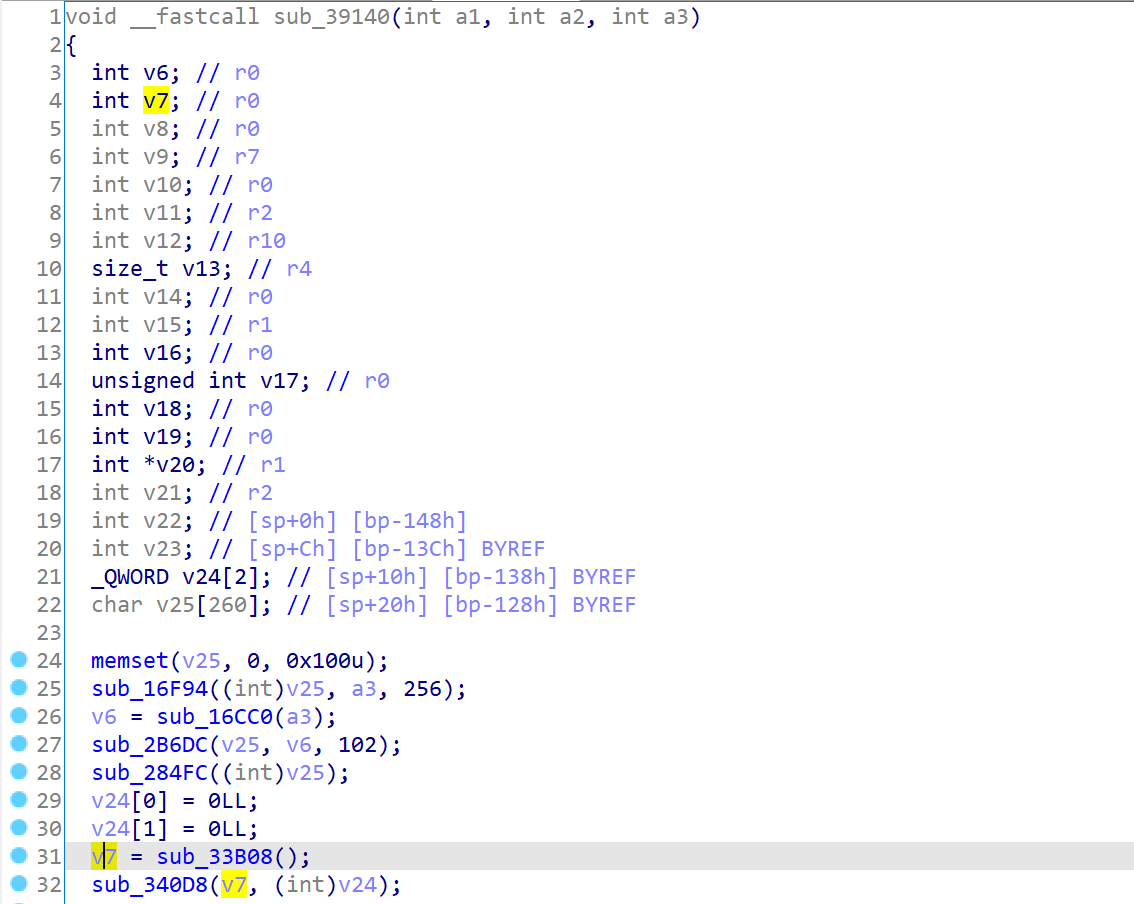 1 void __fastcall sub_39140(int a1, int a2, int a3)
2 {
3   int v6; // r0
4   int v7; // r0
5   int v8; // r0
6   int v9; // r7
7   int v10; // r0
8   int v11; // r2
9   int v12; // r10
10   size_t v13; // r4
11   int v14; // r0
12   int v15; // r1
13   int v16; // r0
14   unsigned int v17; // r0
15   int v18; // r0
16   int v19; // r0
17   int *v20; // r1
18   int v21; // r2
19   int v22; // [sp+0h] [bp-148h]
20   int v23; // [sp+Ch] [bp-13Ch] BYREF
21   _QWORD v24[2]; // [sp+10h] [bp-138h] BYREF
22   char v25[260]; // [sp+20h] [bp-128h] BYREF
23
24   memset(v25, 0, 0x100u);
25   sub_16F94((int)v25, a3, 256);
26   v6 = sub_16CC0(a3);
27   sub_2B6DC(v25, v6, 102);
28   sub_284FC((int)v25);
29   v24[0] = 0LL;
30   v24[1] = 0LL;
31   v7 = sub_33B08();
32   sub_340D8(v7, (int)v24);